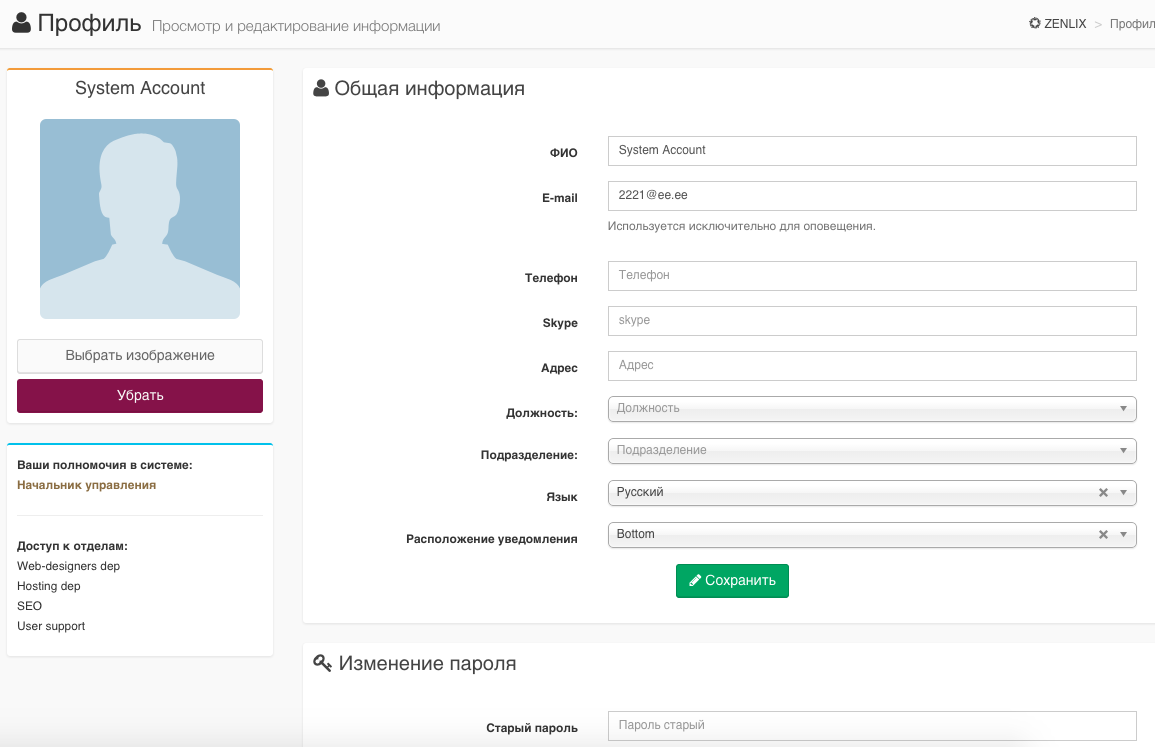 Профиль Просмотр и редактирование информации
ZENLIX > Профил
System Account
Выбрать изображение
Убрать
Ваши полномочия в системе:
Начальник управления
Доступ к отделам:
Web-designers dep
Hosting dep
SEO
User support
Общая информация
ФИО System Account
E-mail 2221@ee.ee
Используется исключительно для оповещения.
Телефон Телефон
Skype skype
Адрес Адрес
Должность: Должность
Подразделение: Подразделение
Язык Русский
Расположение уведомления Bottom
Сохранить
Изменение пароля
Старый пароль Пароль старый